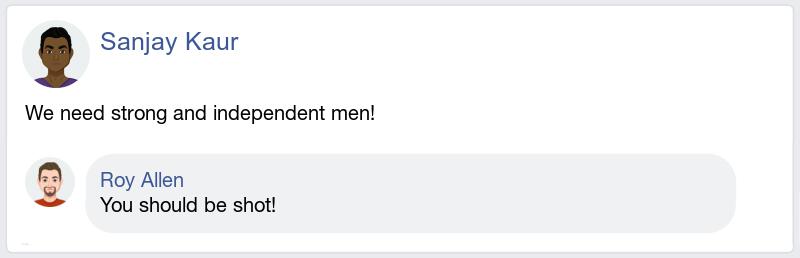 Sanjay Kaur
We need strong and independent men!
Roy Allen
You should be shot!